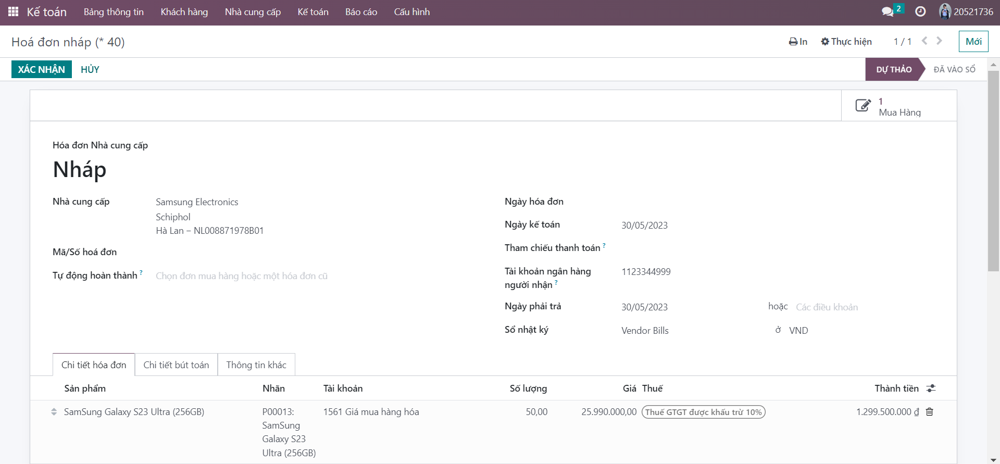 Kế toán Bảng thông tin Khách hàng Nhà cung cấp Kế toán Báo cáo Cấu hình 2 20521736
Hoá đơn nháp (* 40) In Thực hiện 1 / 1 Mới
XÁC NHẬN HỦY DỰ THẢO ĐÃ VÀO SỔ
1
Mua Hàng
Hóa đơn Nhà cung cấp
Nháp
Nhà cung cấp Samsung Electronics
Schiphol
Hà Lan – NL008871978B01
Mã/Số hoá đơn
Tự động hoàn thành ? Chọn đơn mua hàng hoặc một hóa đơn cũ
Ngày hóa đơn
Ngày kế toán 30/05/2023
Tham chiếu thanh toán ?
Tài khoản ngân hàng
người nhận ? 1123344999
Ngày phải trả 30/05/2023 hoặc Các điều khoản
Sổ nhật ký Vendor Bills ở VND
Chi tiết hóa đơn Chi tiết bút toán Thông tin khác
Sản phẩm Nhãn Tài khoản Số lượng Giá Thuế Thành tiền
SamSung Galaxy S23 Ultra (256GB) P00013: 1561 Giá mua hàng hóa 50,00 25.990.000,00 Thuế GTGT được khấu trừ 10% 1.299.500.000 ₫
SamSung
Galaxy S23
Ultra (256GB)